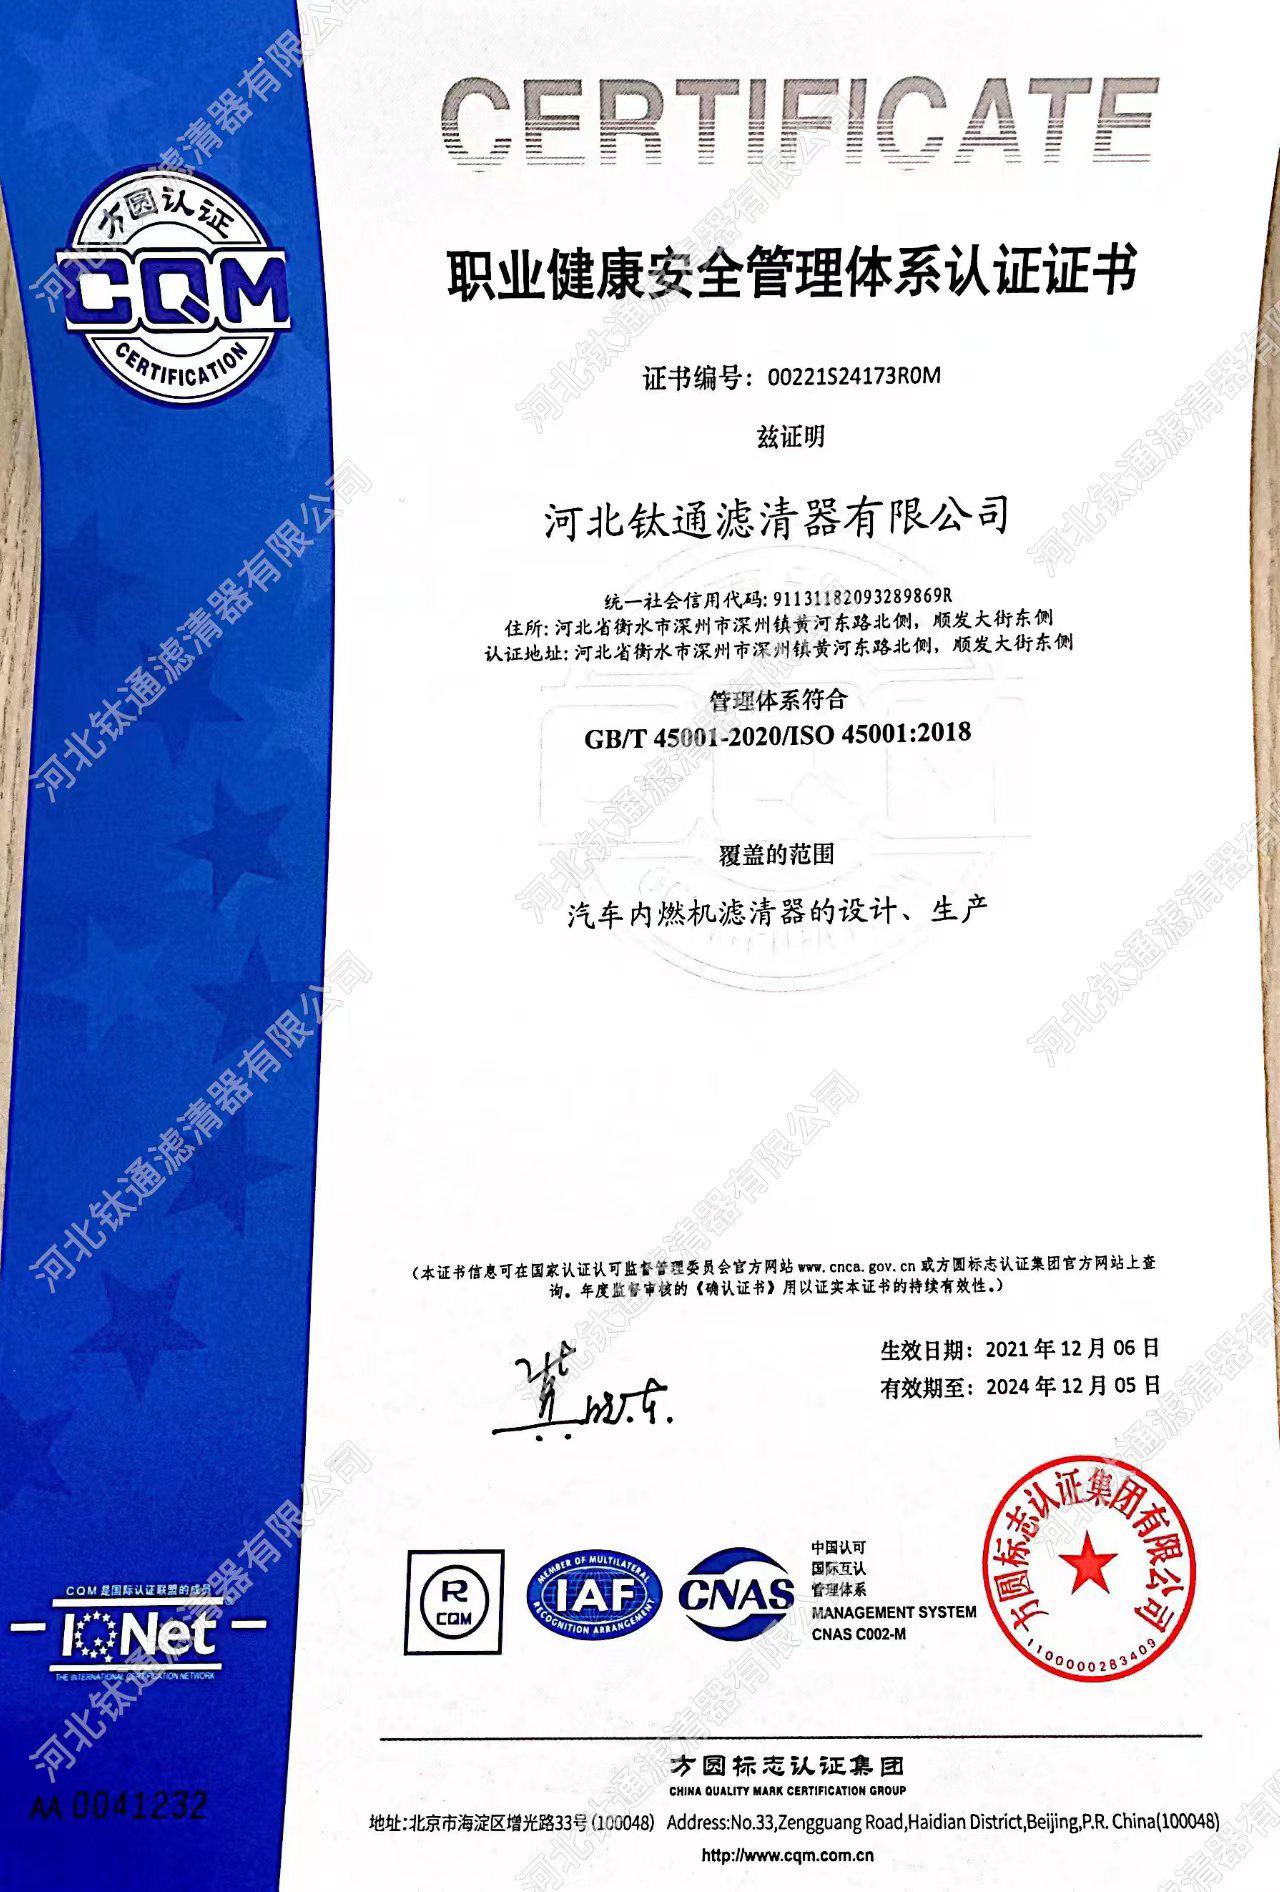 CERTIFICATE
方圆认证
CQM
CERTIFICATION
职业健康安全管理体系认证证书
证书编号：00221S24173R0M
兹证明
河北钛通滤清器有限公司
统一社会信用代码: 91131182093289869R
住所: 河北省衡水市深州市深州镇黄河东路北侧，顺发大街东侧
认证地址: 河北省衡水市深州市深州镇黄河东路北侧，顺发大街东侧
管理体系符合
GB/T 45001-2020/ISO 45001:2018
覆盖的范围
汽车内燃机滤清器的设计、生产
（本证书信息可在国家认证认可监督管理委员会官方网站 www.cnca.gov.cn 或方圆标志认证集团官方网站上查
询。年度监督审核的《确认证书》用以证实本证书的持续有效性。）
生效日期：2021 年 12 月 06 日
有效期至：2024 年 12 月 05 日
R
CQM
MEMBER OF MULTILATERAL
IAF
RECOGNITION ARRANGEMENT
CNAS
中国认可
国际互认
管理体系
MANAGEMENT SYSTEM
CNAS C002-M
方圆标志认证集团有限公司
1100000283409
CQM 是国际认证联盟的成员
IQNet
THE INTERNATIONAL CERTIFICATION NETWORK
AA 0041232
方圆标志认证集团
CHINA QUALITY MARK CERTIFICATION GROUP
地址:北京市海淀区增光路33号(100048) Address:No.33,Zengguang Road,Haidian District,Beijing,P.R. China(100048)
http://www.cqm.com.cn
河北钛通滤清器有限公司